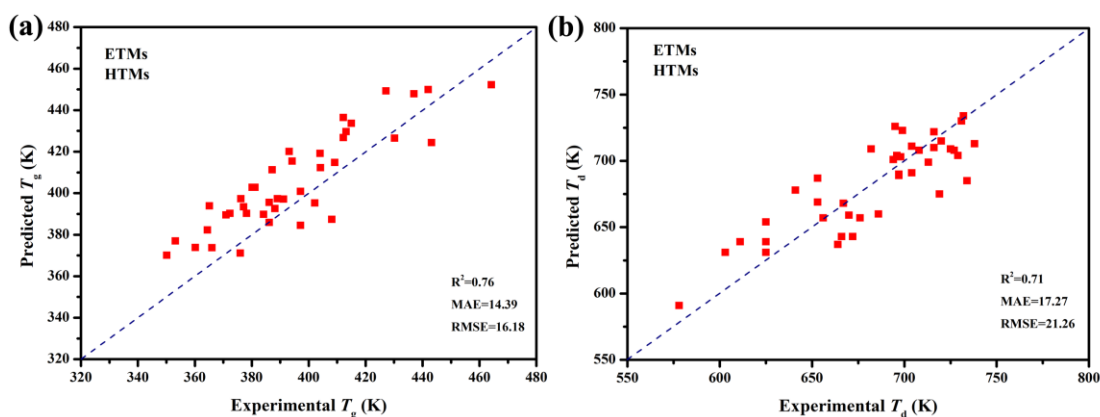 (a)
ETMs
HTMs
480
460
440
420
400
380
360
340
320
Predicted Tg (K)
R²=0.76
MAE=14.39
RMSE=16.18
320 340 360 380 400 420 440 460 480
Experimental Tg (K)
(b)
ETMs
HTMs
800
750
700
650
600
550
Predicted Td (K)
R²=0.71
MAE=17.27
RMSE=21.26
550 600 650 700 750 800
Experimental Td (K)